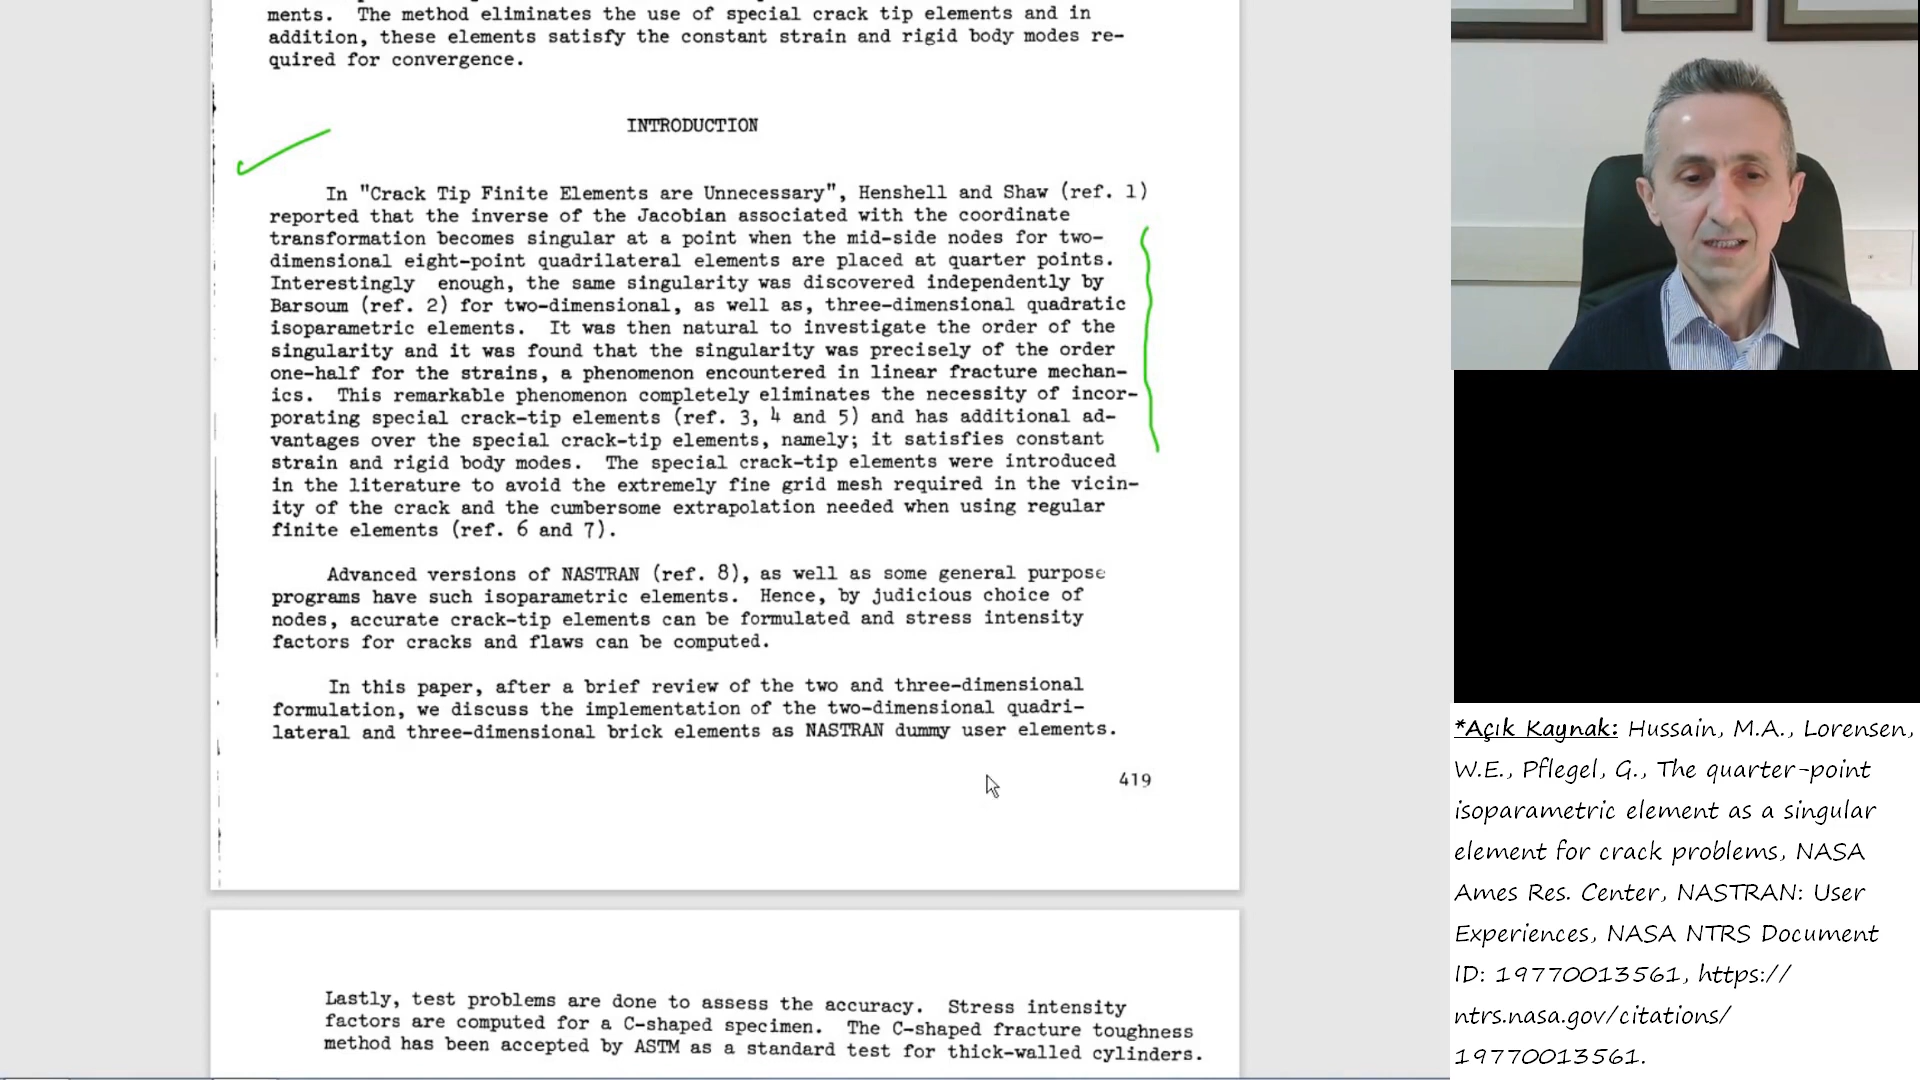 ments. The method eliminates the use of special crack tip elements and in
addition, these elements satisfy the constant strain and rigid body modes re-
quired for convergence.
INTRODUCTION
In "Crack Tip Finite Elements are Unnecessary", Henshell and Shaw (ref. 1)
reported that the inverse of the Jacobian associated with the coordinate
transformation becomes singular at a point when the mid-side nodes for two-
dimensional eight-point quadrilateral elements are placed at quarter points.
Interestingly enough, the same singularity was discovered independently by
Barsoum (ref. 2) for two-dimensional, as well as, three-dimensional quadratic
isoparametric elements. It was then natural to investigate the order of the
singularity and it was found that the singularity was precisely of the order
one-half for the strains, a phenomenon encountered in linear fracture mechan-
ics. This remarkable phenomenon completely eliminates the necessity of incor-
porating special crack-tip elements (ref. 3, 4 and 5) and has additional ad-
vantages over the special crack-tip elements, namely; it satisfies constant
strain and rigid body modes. The special crack-tip elements were introduced
in the literature to avoid the extremely fine grid mesh required in the vicin-
ity of the crack and the cumbersome extrapolation needed when using regular
finite elements (ref. 6 and 7).
Advanced versions of NASTRAN (ref. 8), as well as some general purpose
programs have such isoparametric elements. Hence, by judicious choice of
nodes, accurate crack-tip elements can be formulated and stress intensity
factors for cracks and flaws can be computed.
In this paper, after a brief review of the two and three-dimensional
formulation, we discuss the implementation of the two-dimensional quadri-
lateral and three-dimensional brick elements as NASTRAN dummy user elements.
419
Lastly, test problems are done to assess the accuracy. Stress intensity
factors are computed for a C-shaped specimen. The C-shaped fracture toughness
method has been accepted by ASTM as a standard test for thick-walled cylinders.
*Açık Kaynak: Hussain, M.A., Lorensen,
W.E., Pflegel, G., The quarter-point
isoparametric element as a singular
element for crack problems, NASA
Ames Res. Center, NASTRAN: User
Experiences, NASA NTRS Document
ID: 19770013561, https://
ntrs.nasa.gov/citations/
19770013561.